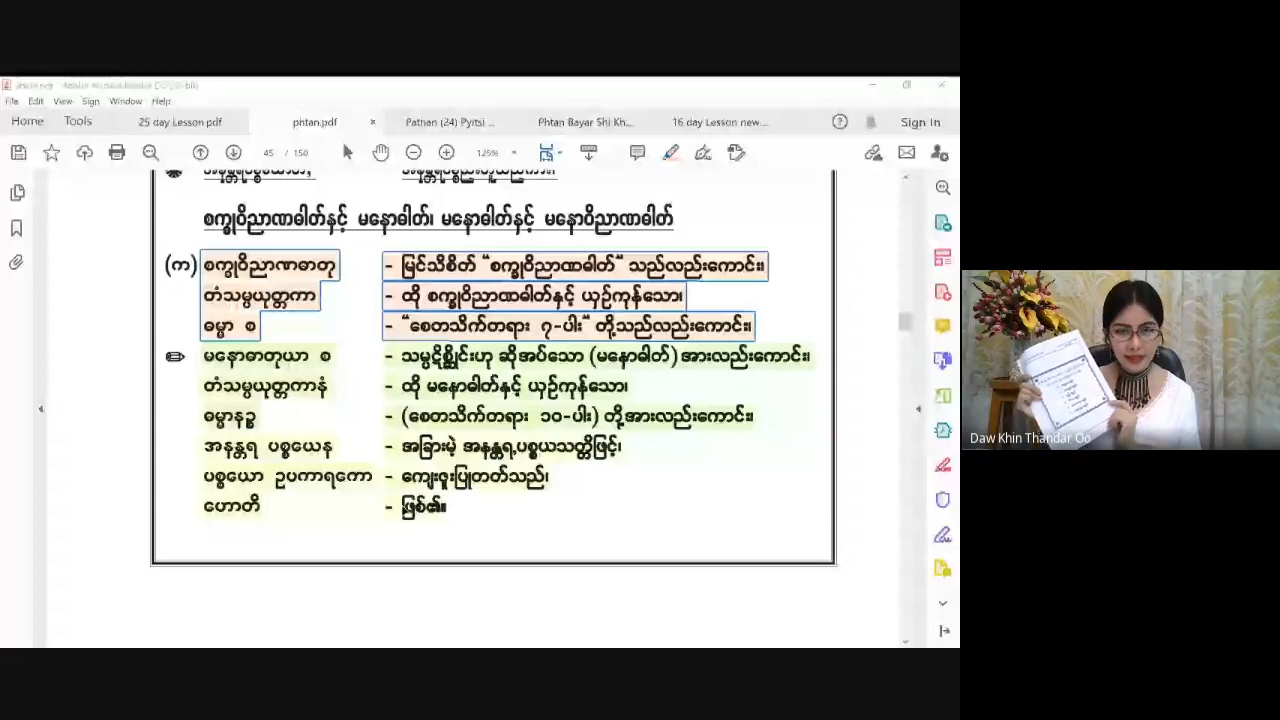 File Edit View Sign Window Help
Home Tools 25 day Lesson.pdf phtan.pdf × Pathan (24) Pyitsi ... Phtan Bayar Shi Kh... 16 day Lesson new.... Sign In
45 / 150 125%
စက္ခုဝိညာဏဓါတ်နှင့် မနောဓါတ်၊ မနောဓါတ်နှင့် မနောဝိညာဏဓါတ်
(က) စက္ခုဝိညာဏဓာတု - မြင်သိစိတ် “စက္ခုဝိညာဏဓါတ်” သည်လည်းကောင်း၊
တံသမ္ပယုတ္တကာ - ထို စက္ခုဝိညာဏဓါတ်နှင့် ယှဉ်ကုန်သော၊
ဓမ္မာ စ - “စေတသိက်တရား ၇-ပါး” တို့သည်လည်းကောင်း၊
မနောဓာတုယာ စ - သမ္ပဋိစ္ဆိုင်းဟု ဆိုအပ်သော (မနောဓါတ်) အားလည်းကောင်း၊
တံသမ္ပယုတ္တကာနံ - ထို မနောဓါတ်နှင့် ယှဉ်ကုန်သော၊
ဓမ္မာနဉ္စ - (စေတသိက်တရား ၁၀-ပါး) တို့အားလည်းကောင်း၊
အနန္တရ ပစ္စယေန - အခြားမဲ့ အနန္တရပစ္စယသတ္တိဖြင့်၊
ပစ္စယော ဥပကာရကော - ကျေးဇူးပြုတတ်သည်၊
ဟောတိ - ဖြစ်၏။
Daw Khin Thandar Oo